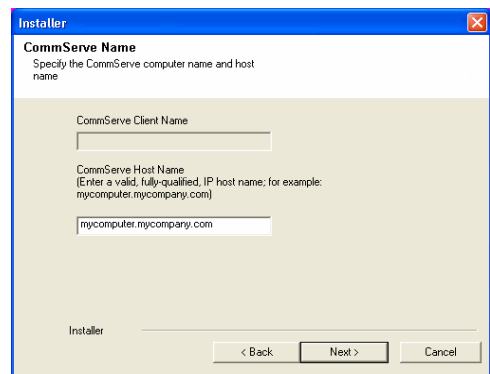 Installer
CommServe Name
Specify the CommServe computer name and host
name
CommServe Client Name
CommServe Host Name
(Enter a valid, fully-qualified, IP host name; for example:
mycomputer.mycompany.com)
mycomputer.mycompany.com
Installer
< Back
Next >
Cancel